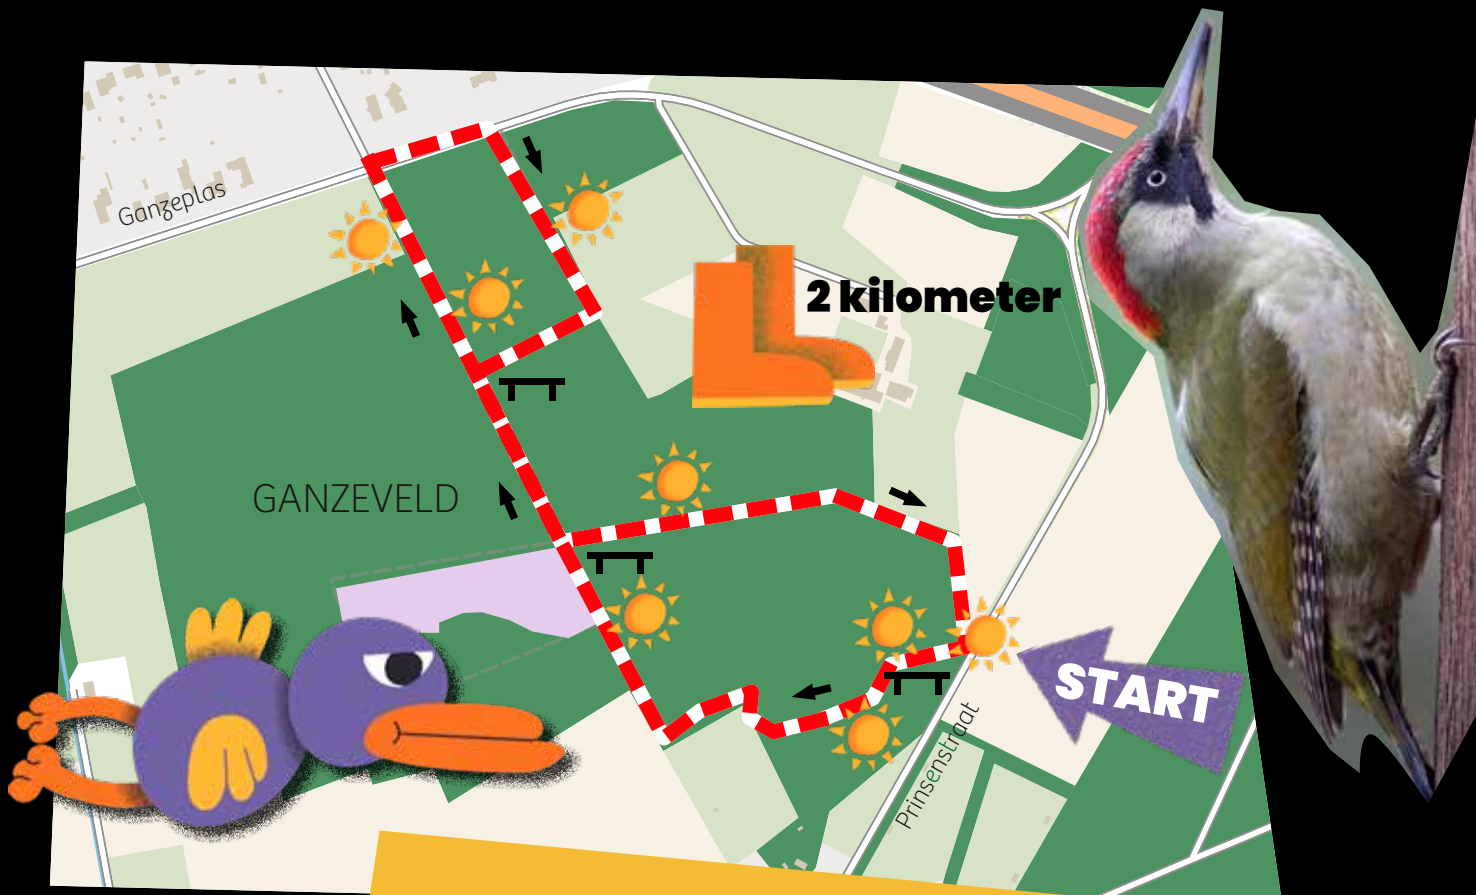 Ganzeplas
2 kilometer
GANZEVELD
START
Prinsenstraat